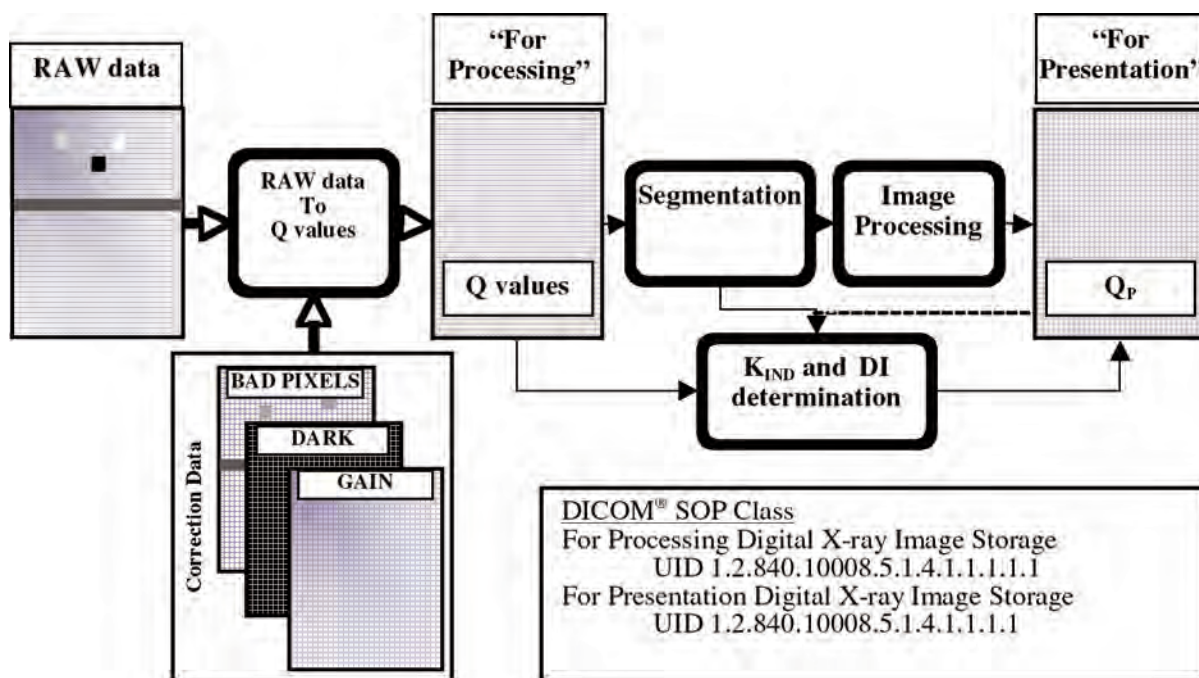 RAW data
“For
Processing”
“For
Presentation”
RAW data
To
Q values
Segmentation
Image
Processing
Q values
Q_P
K_IND and DI
determination
Correction Data
BAD PIXELS
DARK
GAIN
DICOM® SOP Class
For Processing Digital X-ray Image Storage
UID 1.2.840.10008.5.1.4.1.1.1.1.1
For Presentation Digital X-ray Image Storage
UID 1.2.840.10008.5.1.4.1.1.1.1